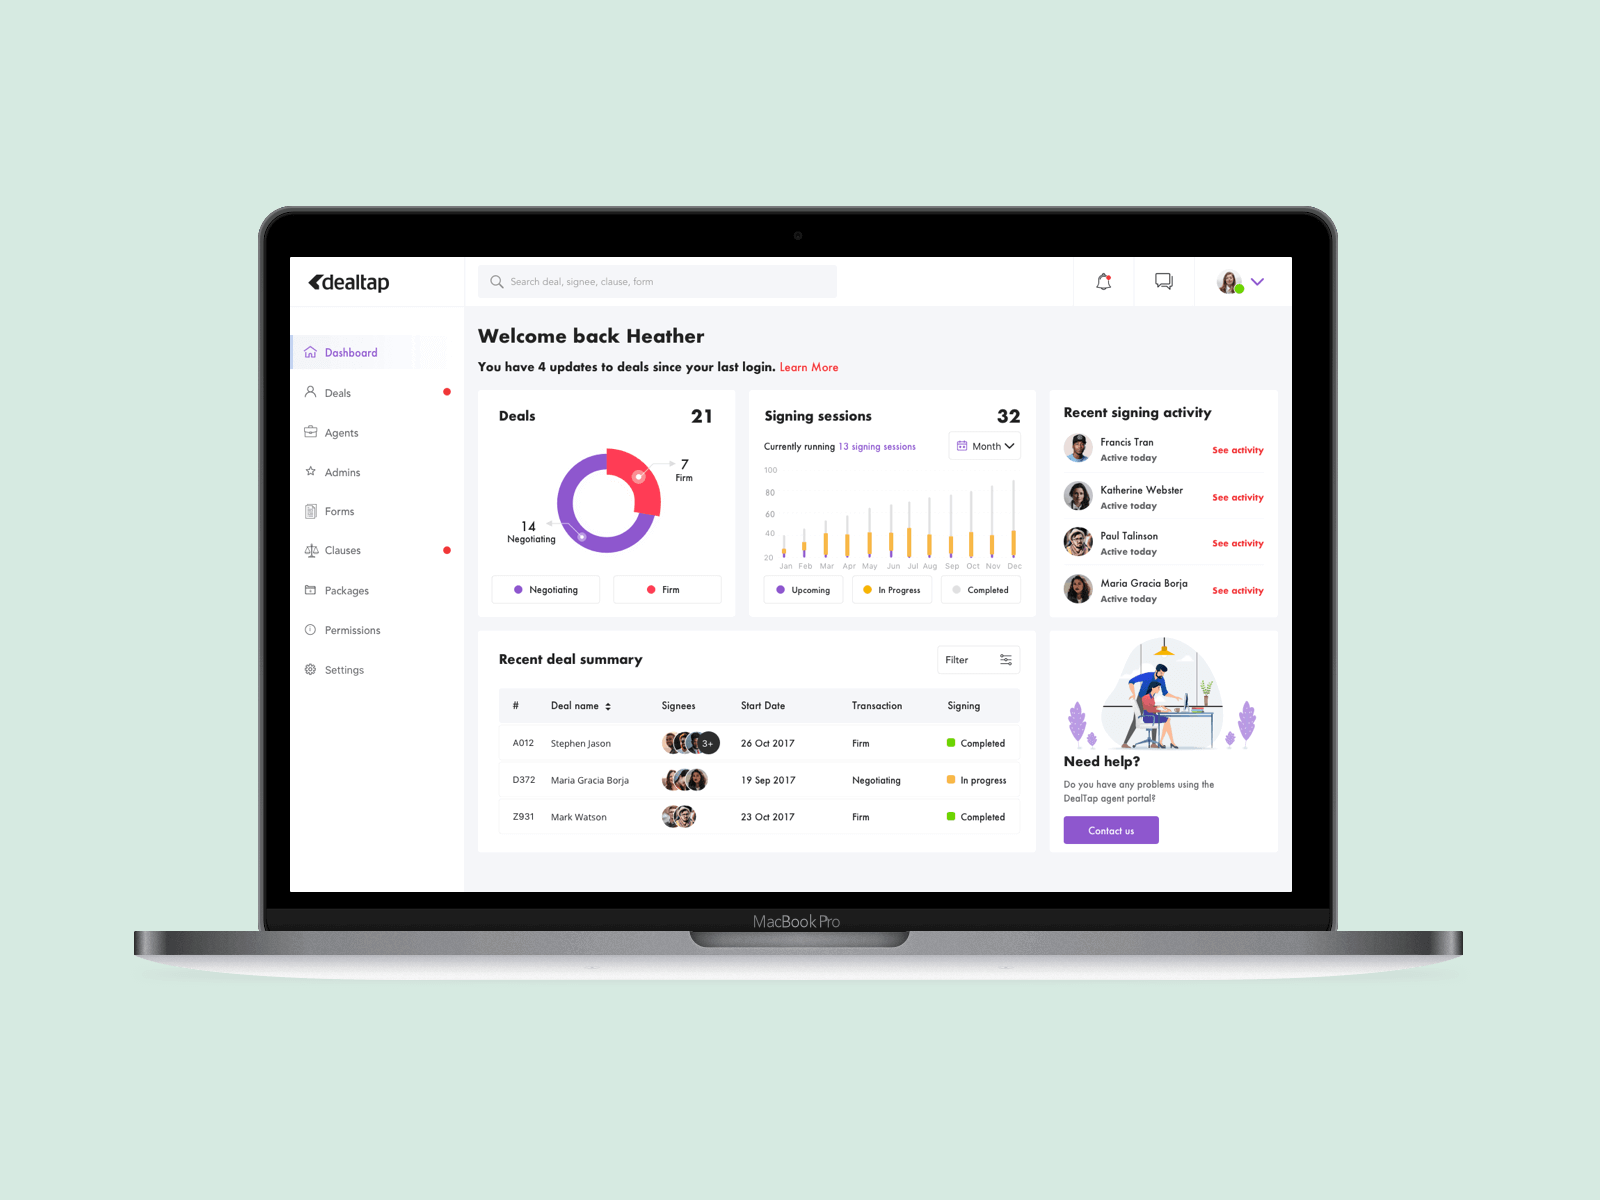 dealtap
Search deal, signee, clause, form
Dashboard
Deals
Agents
Admins
Forms
Clauses
Packages
Permissions
Settings
Welcome back Heather
You have 4 updates to deals since your last login. Learn More
Deals 21
7
Firm
14
Negotiating
Negotiating Firm
Signing sessions 32
Currently running 13 signing sessions Month
100
80
60
40
20
Jan Feb Mar Apr May Jun Jul Aug Sep Oct Nov Dec
Upcoming In Progress Completed
Recent signing activity
Francis Tran
Active today
See activity
Katherine Webster
Active today
See activity
Paul Talinson
Active today
See activity
Maria Gracia Borja
Active today
See activity
Recent deal summary Filter
# Deal name Signees Start Date Transaction Signing
A012 Stephen Jason 3+ 26 Oct 2017 Firm Completed
D372 Maria Gracia Borja 19 Sep 2017 Negotiating In progress
Z931 Mark Watson 23 Oct 2017 Firm Completed
Need help?
Do you have any problems using the
DealTap agent portal?
Contact us
MacBook Pro